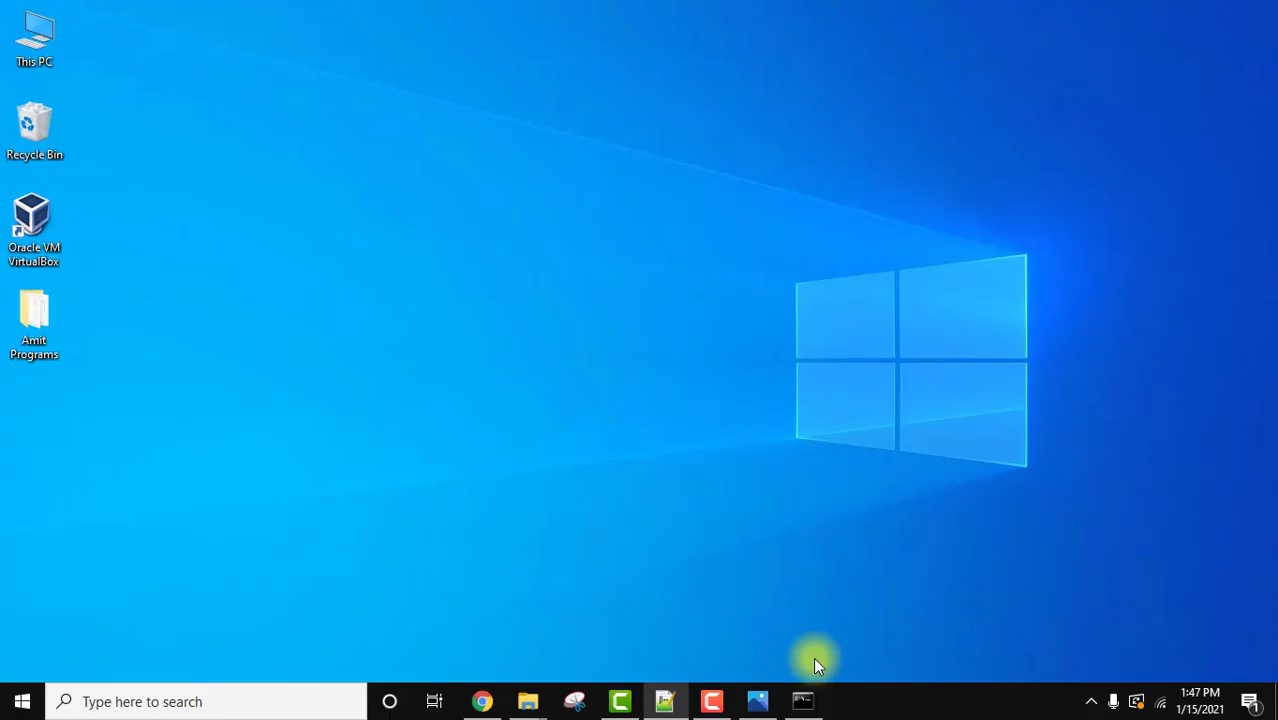 This PC
Recycle Bin
Oracle VM
VirtualBox
Amit
Programs
Type here to search
1:47 PM
1/15/2021
1